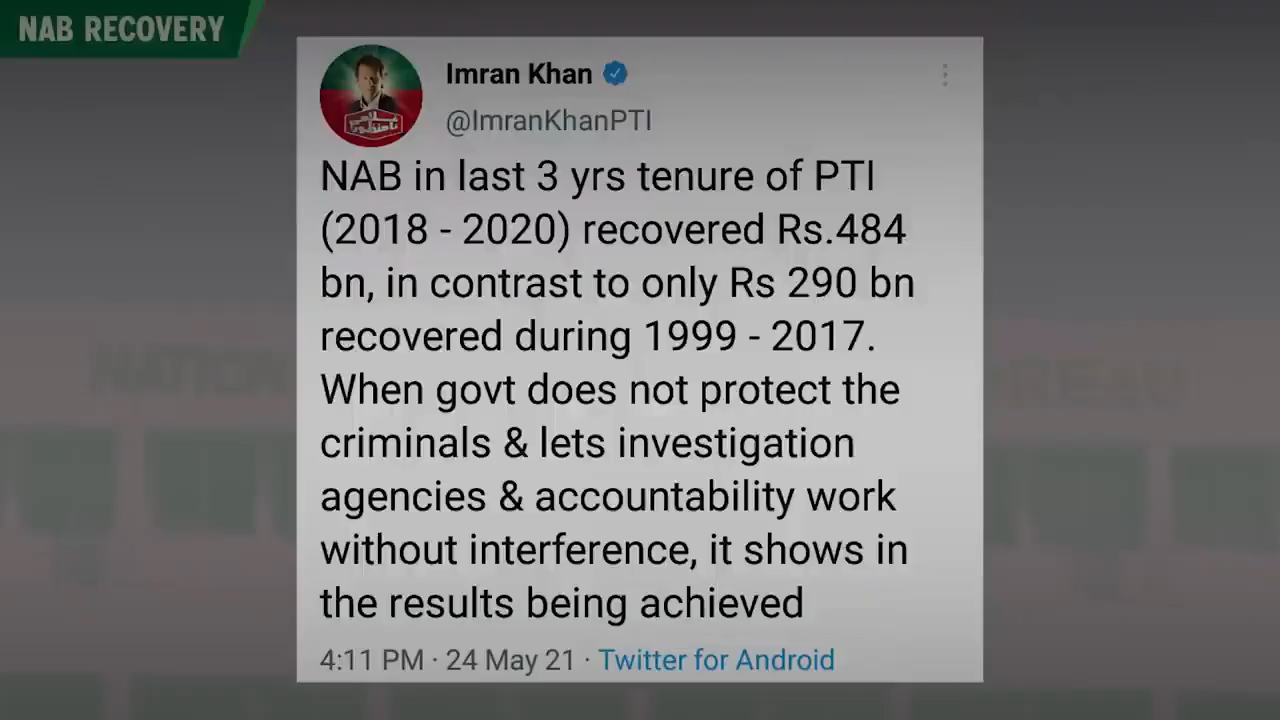 NAB RECOVERY
Imran Khan
@ImranKhanPTI
NAB in last 3 yrs tenure of PTI
(2018 - 2020) recovered Rs.484
bn, in contrast to only Rs 290 bn
recovered during 1999 - 2017.
When govt does not protect the
criminals & lets investigation
agencies & accountability work
without interference, it shows in
the results being achieved
4:11 PM · 24 May 21 · Twitter for Android